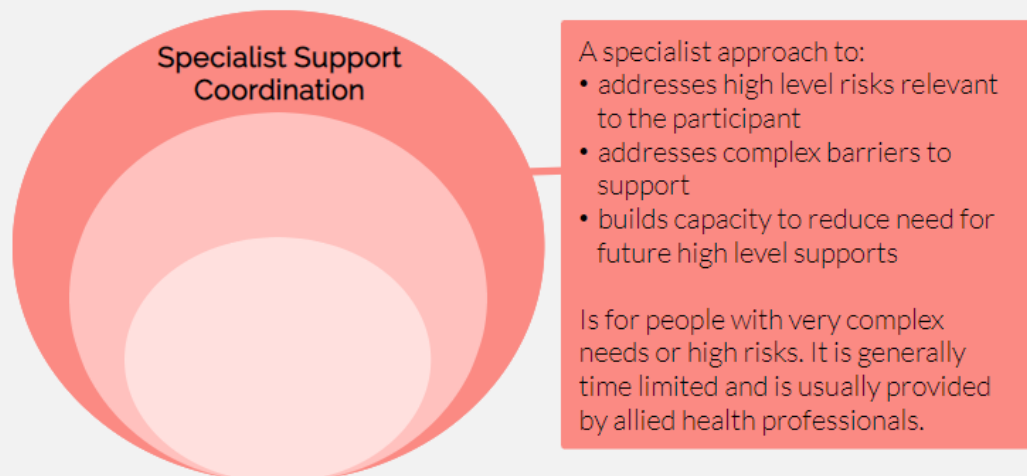 Specialist Support
Coordination
A specialist approach to:
• addresses high level risks relevant
to the participant
• addresses complex barriers to
support
• builds capacity to reduce need for
future high level supports
Is for people with very complex
needs or high risks. It is generally
time limited and is usually provided
by allied health professionals.